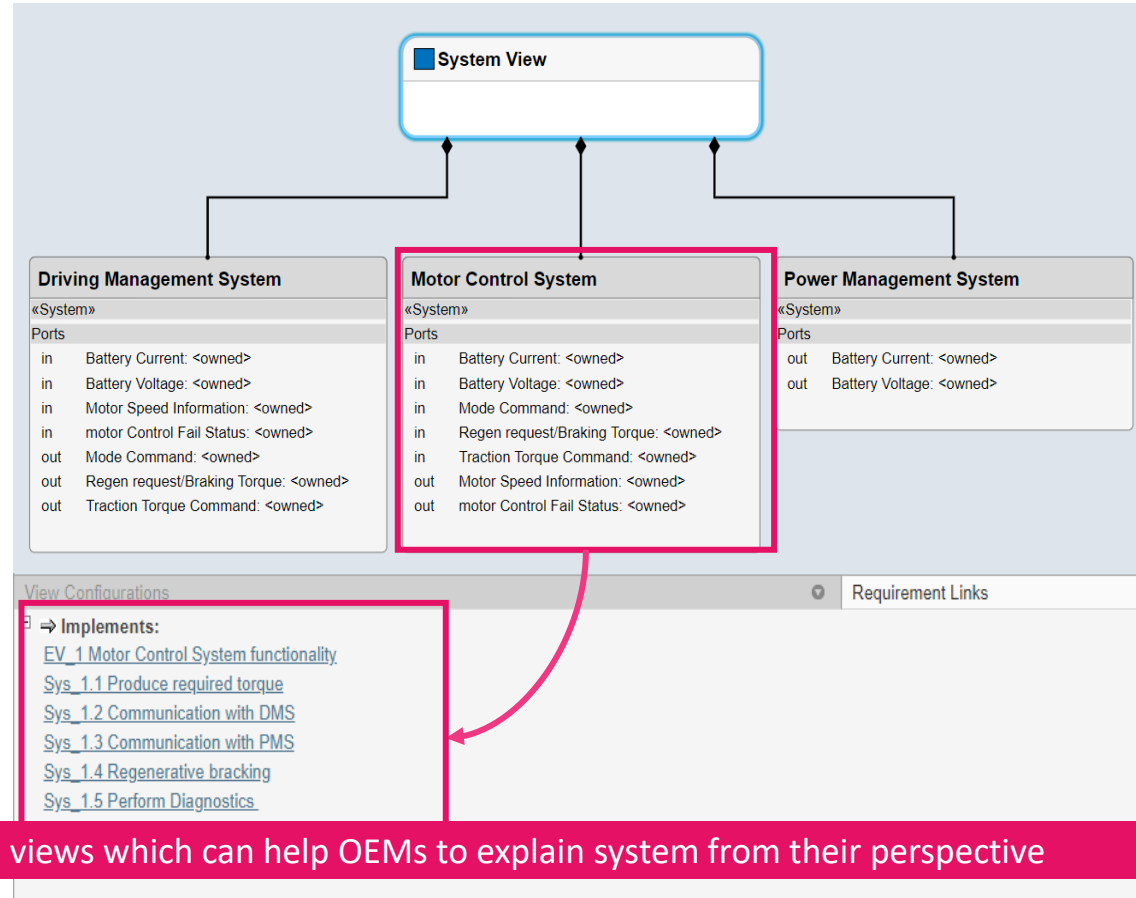 System View
Driving Management System
«System»
Ports
in Battery Current: <owned>
in Battery Voltage: <owned>
in Motor Speed Information: <owned>
in motor Control Fail Status: <owned>
out Mode Command: <owned>
out Regen request/Braking Torque: <owned>
out Traction Torque Command: <owned>
Motor Control System
«System»
Ports
in Battery Current: <owned>
in Battery Voltage: <owned>
in Mode Command: <owned>
in Regen request/Braking Torque: <owned>
in Traction Torque Command: <owned>
out Motor Speed Information: <owned>
out motor Control Fail Status: <owned>
Power Management System
«System»
Ports
out Battery Current: <owned>
out Battery Voltage: <owned>
View Configurations
Requirement Links
⇒ Implements:
EV_1 Motor Control System functionality
Sys_1.1 Produce required torque
Sys_1.2 Communication with DMS
Sys_1.3 Communication with PMS
Sys_1.4 Regenerative bracking
Sys_1.5 Perform Diagnostics
views which can help OEMs to explain system from their perspective